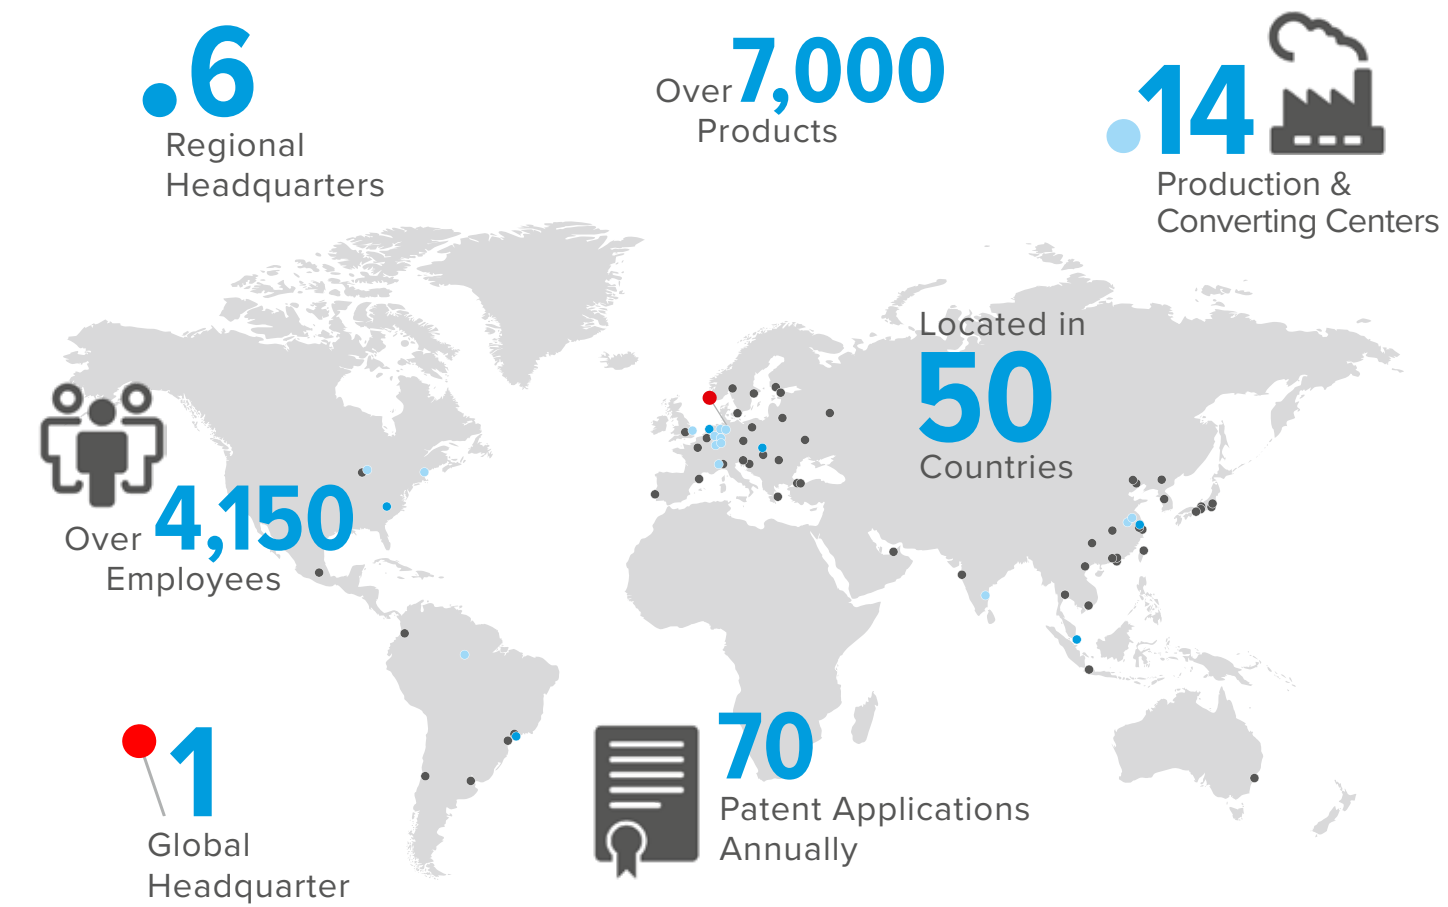 6
Regional
Headquarters
Over 7,000
Products
14
Production &
Converting Centers
Located in
50
Countries
Over 4,150
Employees
1
Global
Headquarter
70
Patent Applications
Annually